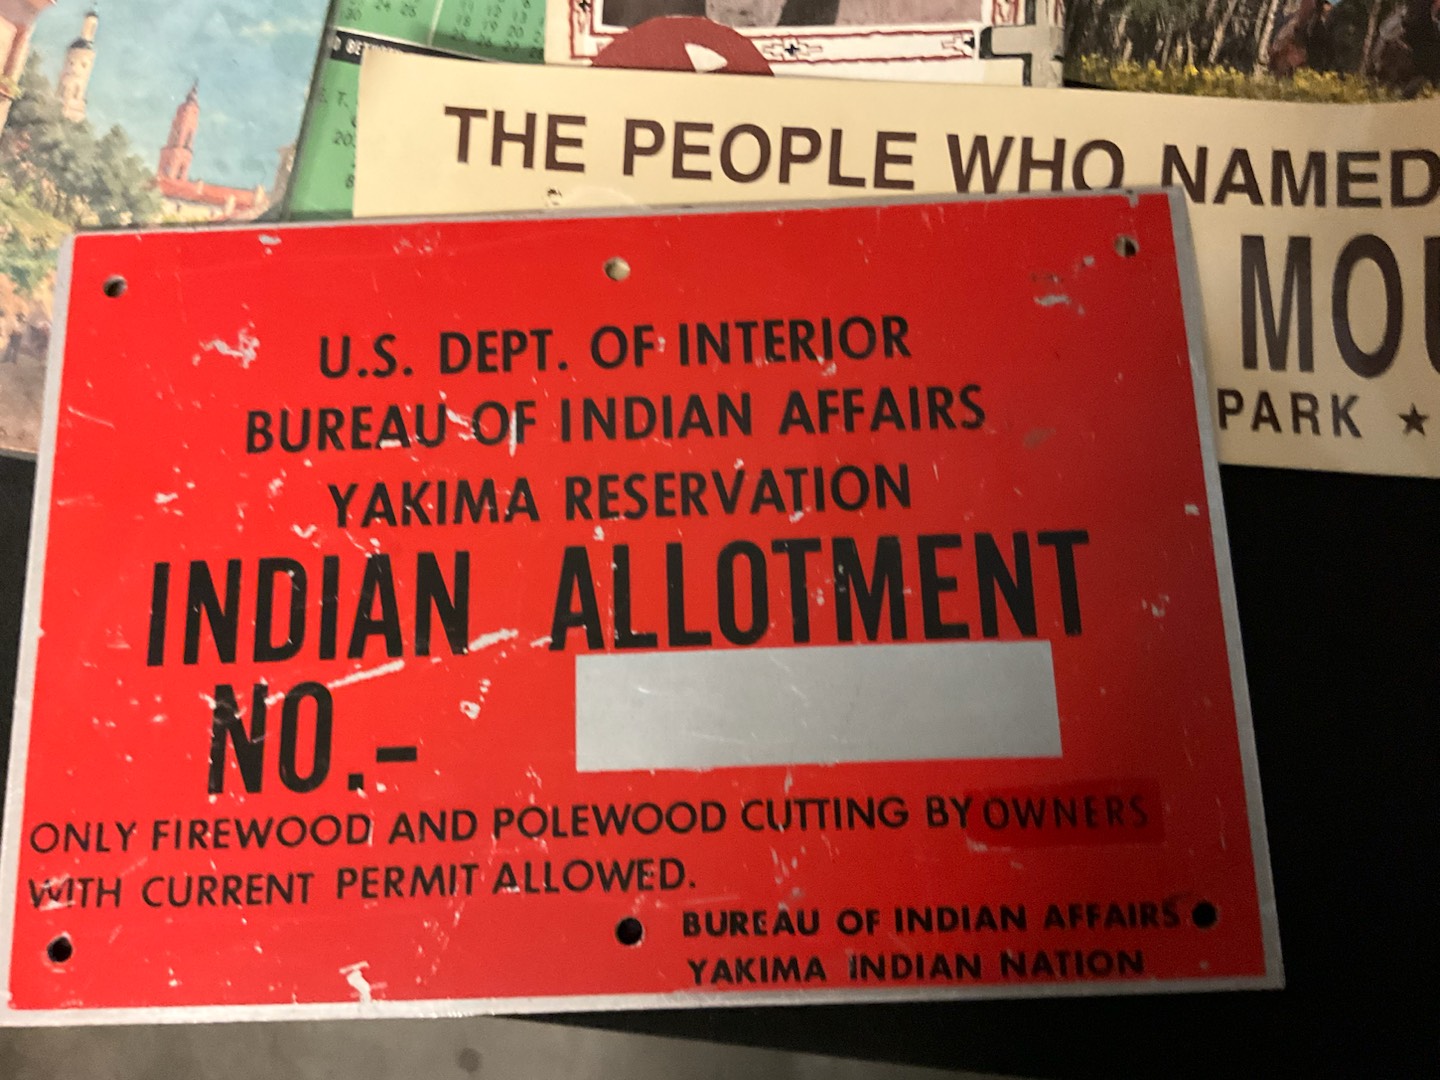 THE PEOPLE WHO NAMED
PARK ★
U.S. DEPT. OF INTERIOR
BUREAU OF INDIAN AFFAIRS
YAKIMA RESERVATION
INDIAN ALLOTMENT
NO.-
ONLY FIREWOOD AND POLEWOOD CUTTING BY OWNERS
WITH CURRENT PERMIT ALLOWED.
BUREAU OF INDIAN AFFAIRS
YAKIMA INDIAN NATION